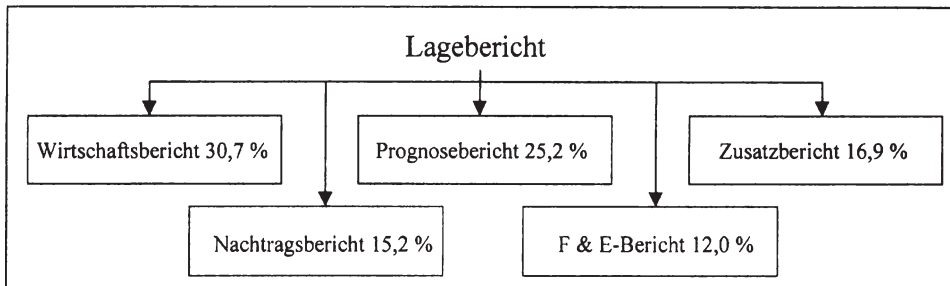 Lagebericht
Wirtschaftsbericht 30,7 %
Prognosebericht 25,2 %
Zusatzbericht 16,9 %
Nachtragsbericht 15,2 %
F & E-Bericht 12,0 %